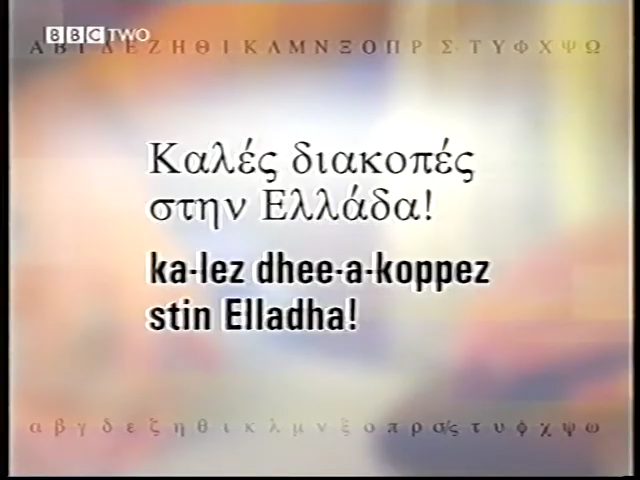 BBC TWO
Α Β Γ Δ Ε Ζ Η Θ Ι Κ Λ Μ Ν Ξ Ο Π Ρ Σ Τ Υ Φ Χ Ψ Ω
Καλές διακοπές
στην Ελλάδα!
ka-lez dhee-a-koppez
stin Elladha!
α β γ δ ε ζ η θ ι κ λ μ ν ξ ο π ρ σ/ς τ υ φ χ ψ ω